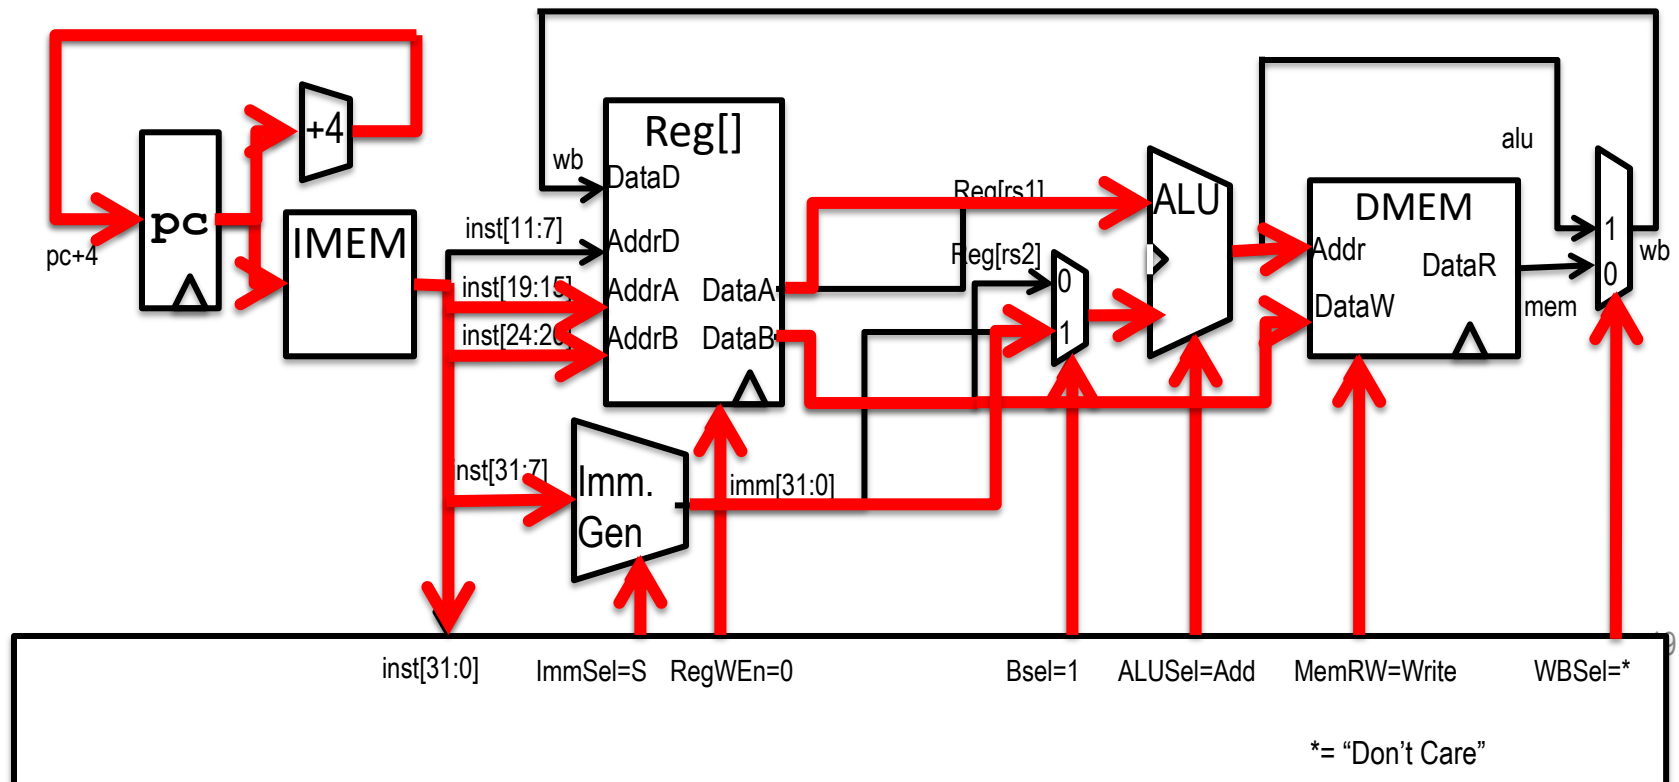 +4
Reg[]
pc
IMEM
pc+4
wb
DataD
inst[11:7]
AddrD
inst[19:15]
AddrA
DataA
inst[24:20]
AddrB
DataB
Reg[rs1]
Reg[rs2]
0
1
ALU
DMEM
Addr
DataR
DataW
alu
1
0
wb
mem
inst[31:7]
Imm.
Gen
imm[31:0]
inst[31:0]
ImmSel=S
RegWEn=0
Bsel=1
ALUSel=Add
MemRW=Write
WBSel=*
*= “Don’t Care”